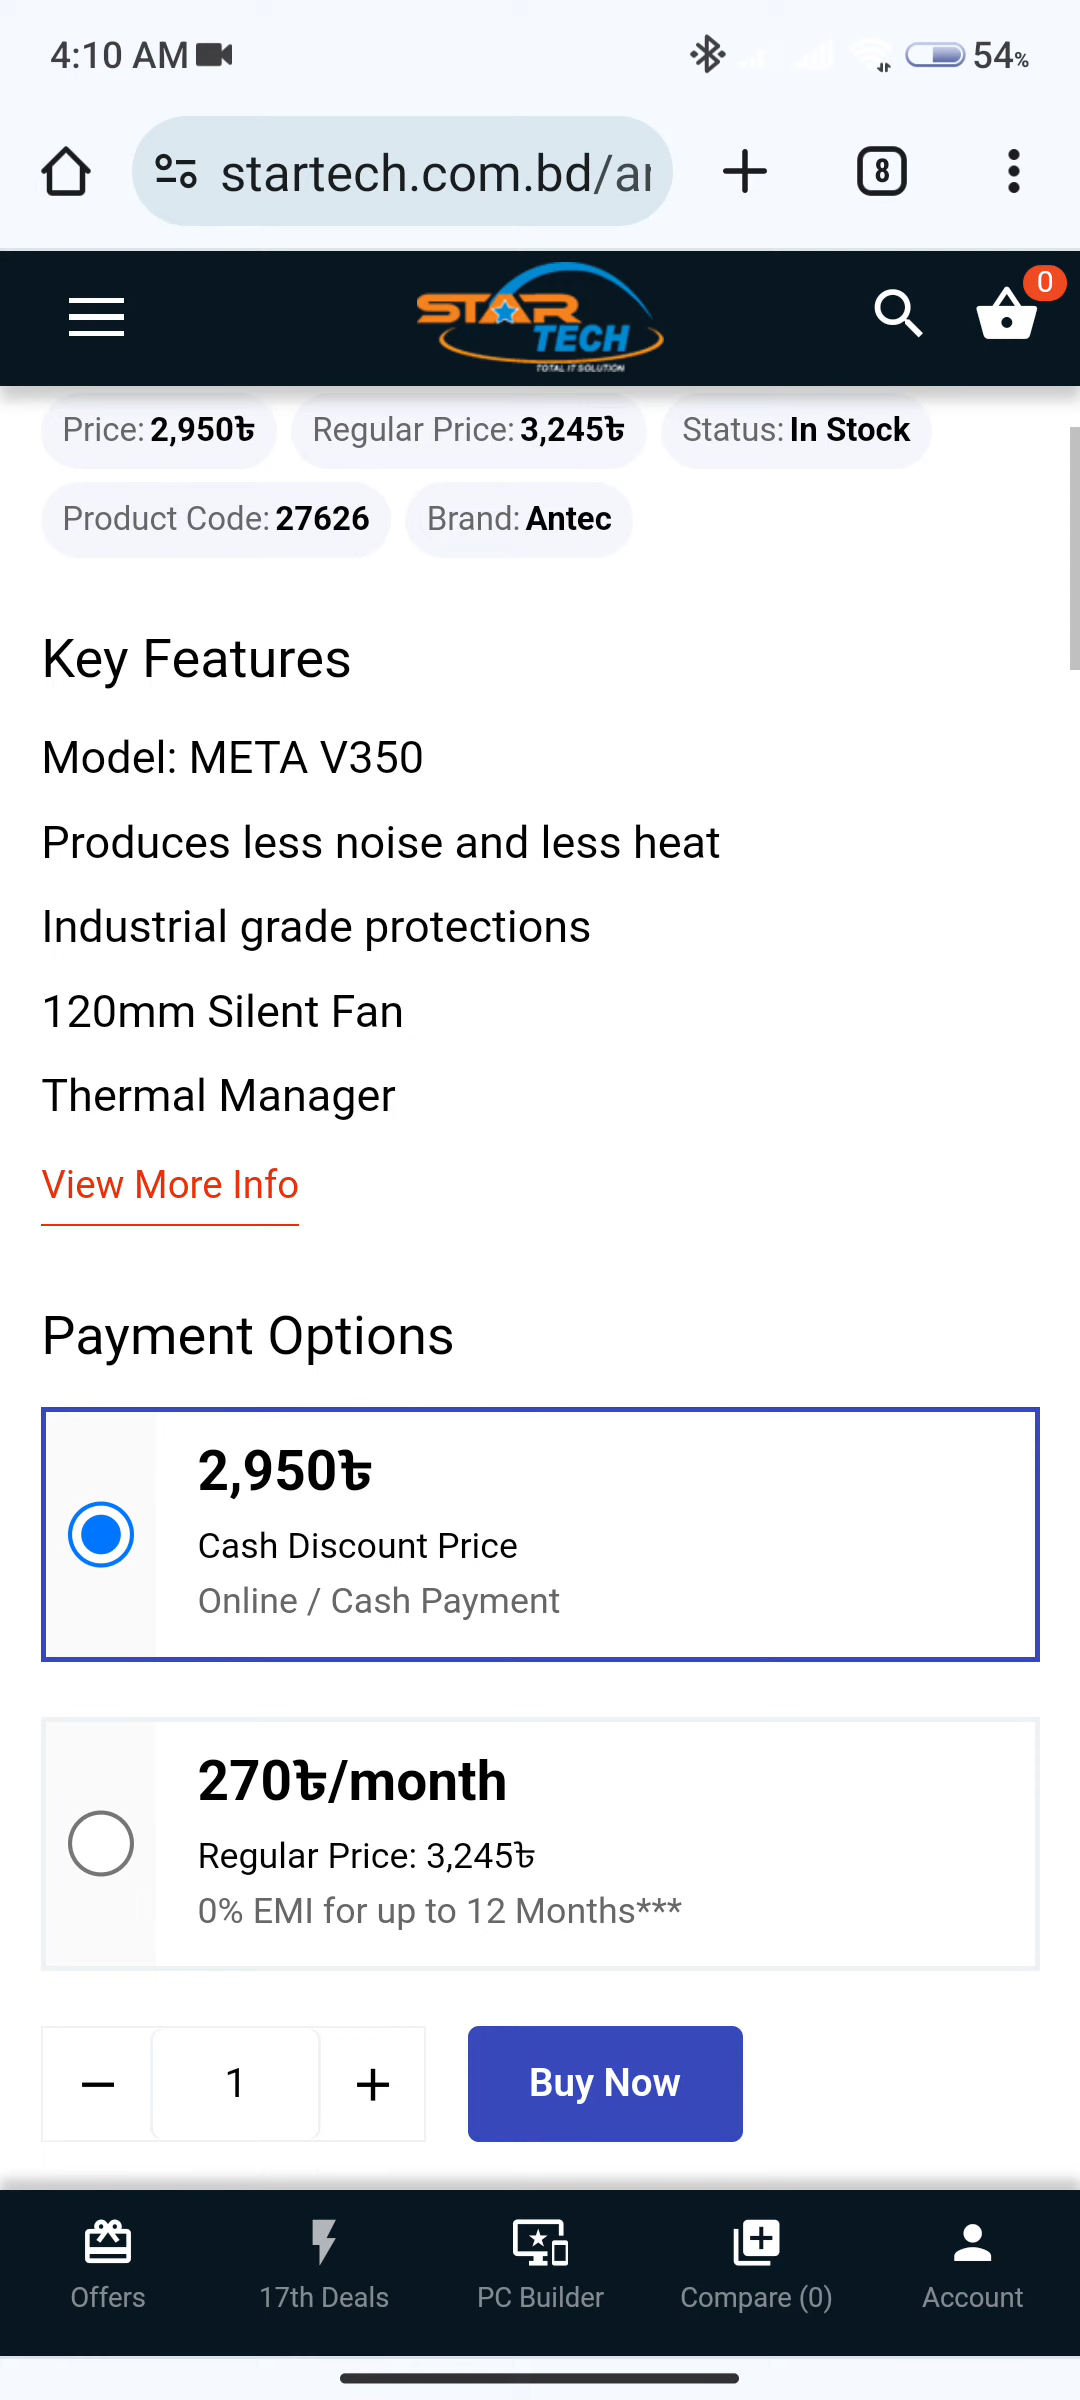 4:10 AM
54%
startech.com.bd/ar
8
STAR
TECH
TOTAL IT SOLUTION
0
Price: 2,950৳
Regular Price: 3,245৳
Status: In Stock
Product Code: 27626
Brand: Antec
Key Features
Model: META V350
Produces less noise and less heat
Industrial grade protections
120mm Silent Fan
Thermal Manager
View More Info
Payment Options
2,950৳
Cash Discount Price
Online / Cash Payment
270৳/month
Regular Price: 3,245৳
0% EMI for up to 12 Months***
1
Buy Now
Offers
17th Deals
PC Builder
Compare (0)
Account